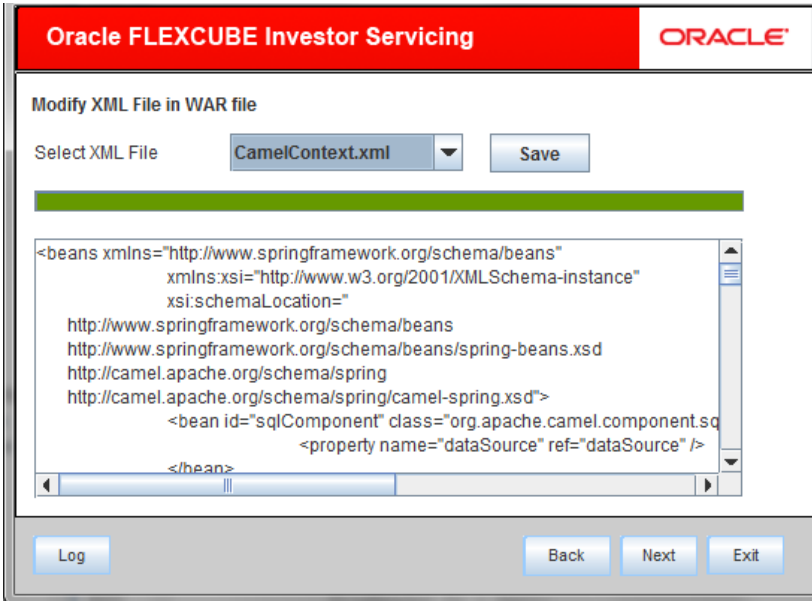 Oracle FLEXCUBE Investor Servicing
ORACLE®
Modify XML File in WAR file
Select XML File CamelContext.xml Save
<beans xmlns="http://www.springframework.org/schema/beans"
xmlns:xsi="http://www.w3.org/2001/XMLSchema-instance"
xsi:schemaLocation="
http://www.springframework.org/schema/beans
http://www.springframework.org/schema/beans/spring-beans.xsd
http://camel.apache.org/schema/spring
http://camel.apache.org/schema/spring/camel-spring.xsd">
<bean id="sqlComponent" class="org.apache.camel.component.sq
<property name="dataSource" ref="dataSource" />
</bean>
Log Back Next Exit